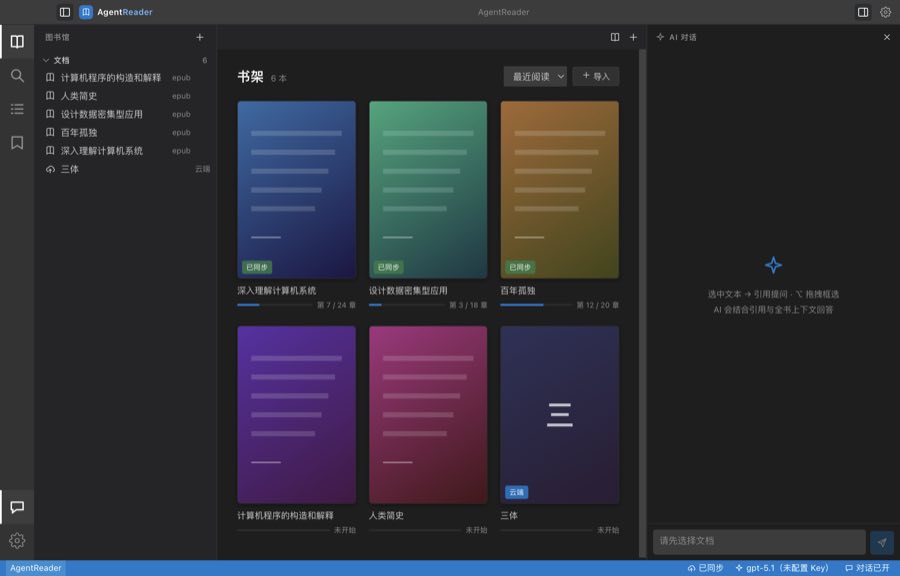 AgentReader
AgentReader
图书馆
文档 6
计算机程序的构造和解释 epub
人类简史 epub
设计数据密集型应用 epub
百年孤独 epub
深入理解计算机系统 epub
三体 云端
书架 6 本
最近阅读
+ 导入
已同步
已同步
已同步
深入理解计算机系统
设计数据密集型应用
百年孤独
第 7 / 24 章
第 3 / 18 章
第 12 / 20 章
三
云端
计算机程序的构造和解释
人类简史
三体
未开始
未开始
未开始
AI 对话
选中文本 → 引用提问 · ⌥ 拖拽框选
AI 会结合引用与全书上下文回答
请先选择文档
AgentReader
已同步
gpt-5.1（未配置 Key）
对话已开